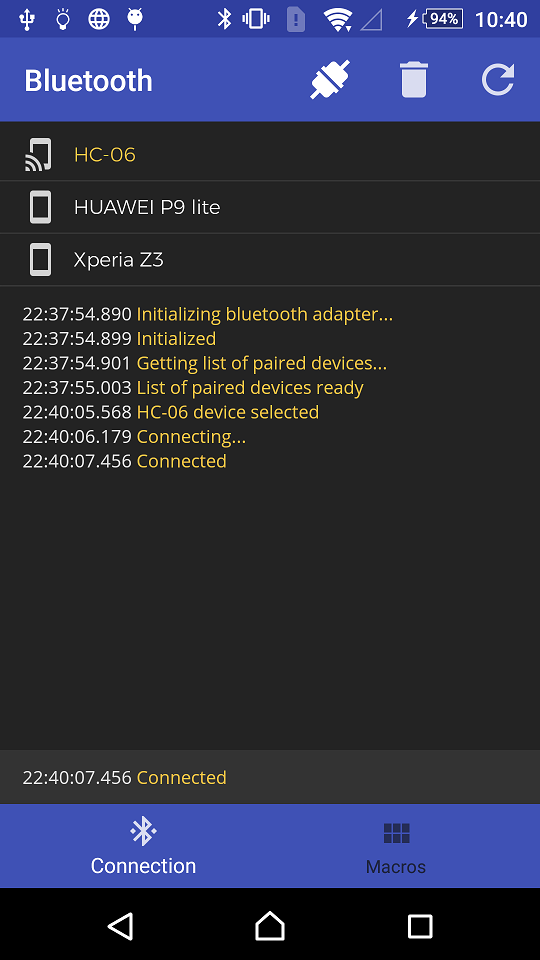 94% 10:40
Bluetooth
HC-06
HUAWEI P9 lite
Xperia Z3
22:37:54.890 Initializing bluetooth adapter...
22:37:54.899 Initialized
22:37:54.901 Getting list of paired devices...
22:37:55.003 List of paired devices ready
22:40:05.568 HC-06 device selected
22:40:06.179 Connecting...
22:40:07.456 Connected
22:40:07.456 Connected
Connection Macros